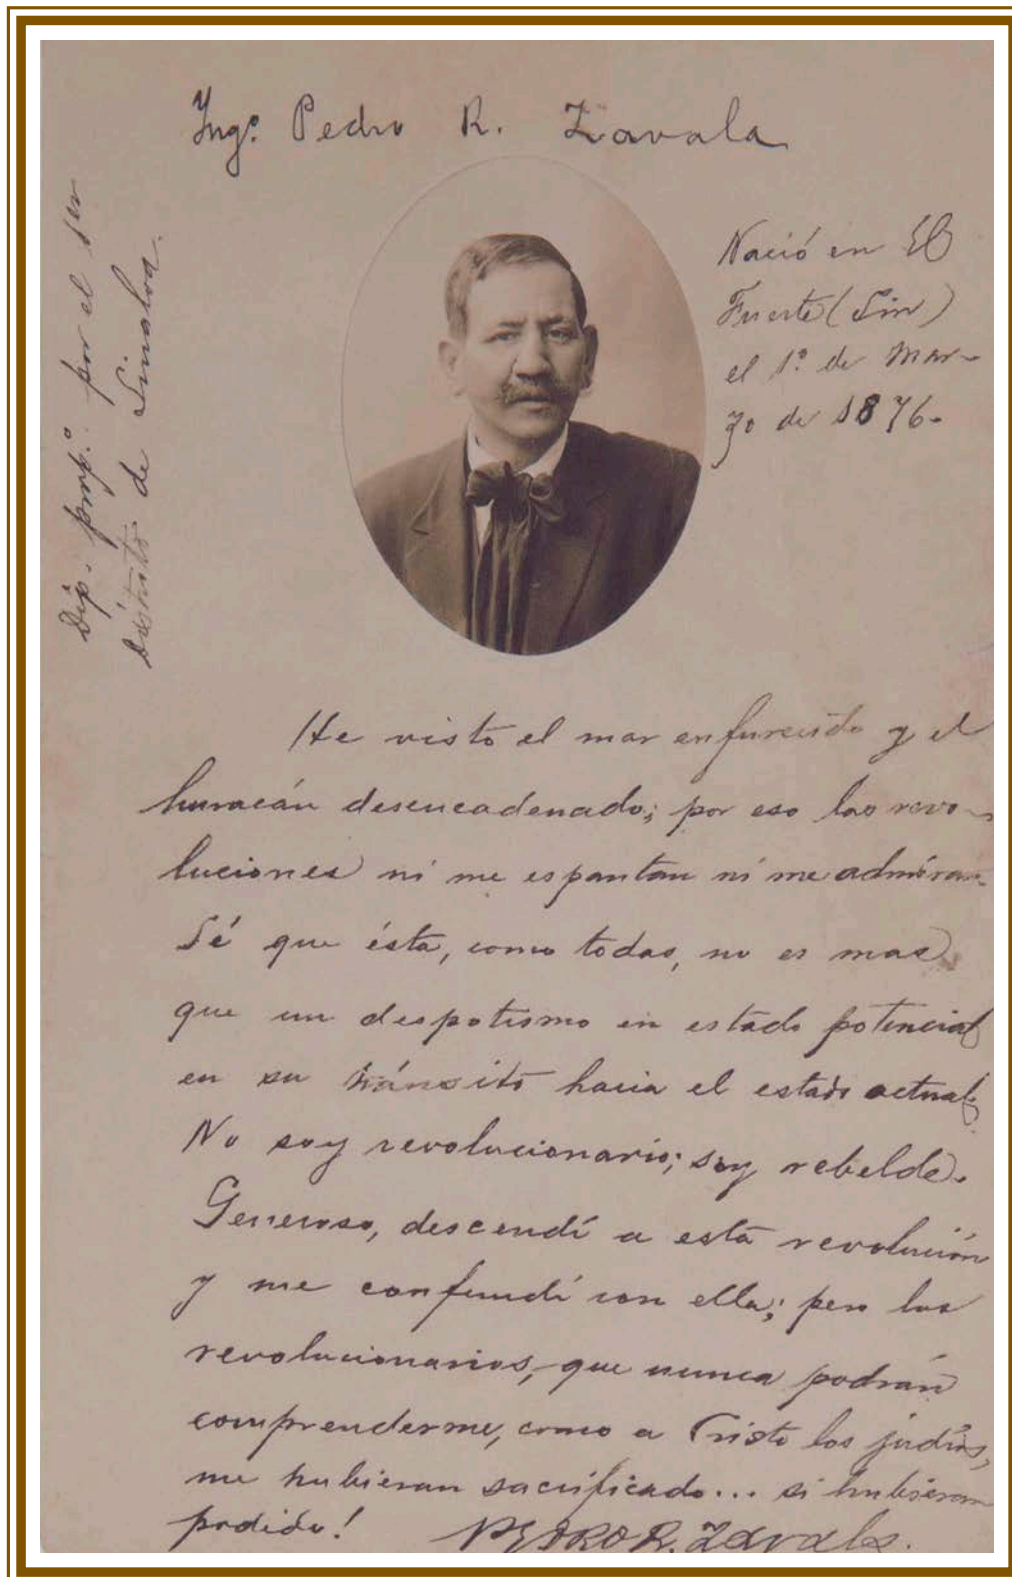 Ingº Pedro R. Zavala
Dip. propº por el 1er
Distrito de Sinaloa.
Nació en El
Fuerte (Sin)
el 1º de Mar-
zo de 1876.
He visto el mar enfurecido y el
huracán desencadenado; por eso las revo-
luciones ni me espantan ni me admiran.
Sé que ésta, como todas, no es mas
que un despotismo en estado potencial
en su tránsito hacia el estado actual.
No soy revolucionario; soy rebelde.
Generoso, descendí a esta revolución
y me confundí con ella; pero los
revolucionarios, que nunca podrán
comprenderme, como a Cristo los judíos,
me hubieran sacrificado... si hubieran
podido! PEDRO R. Zavala.